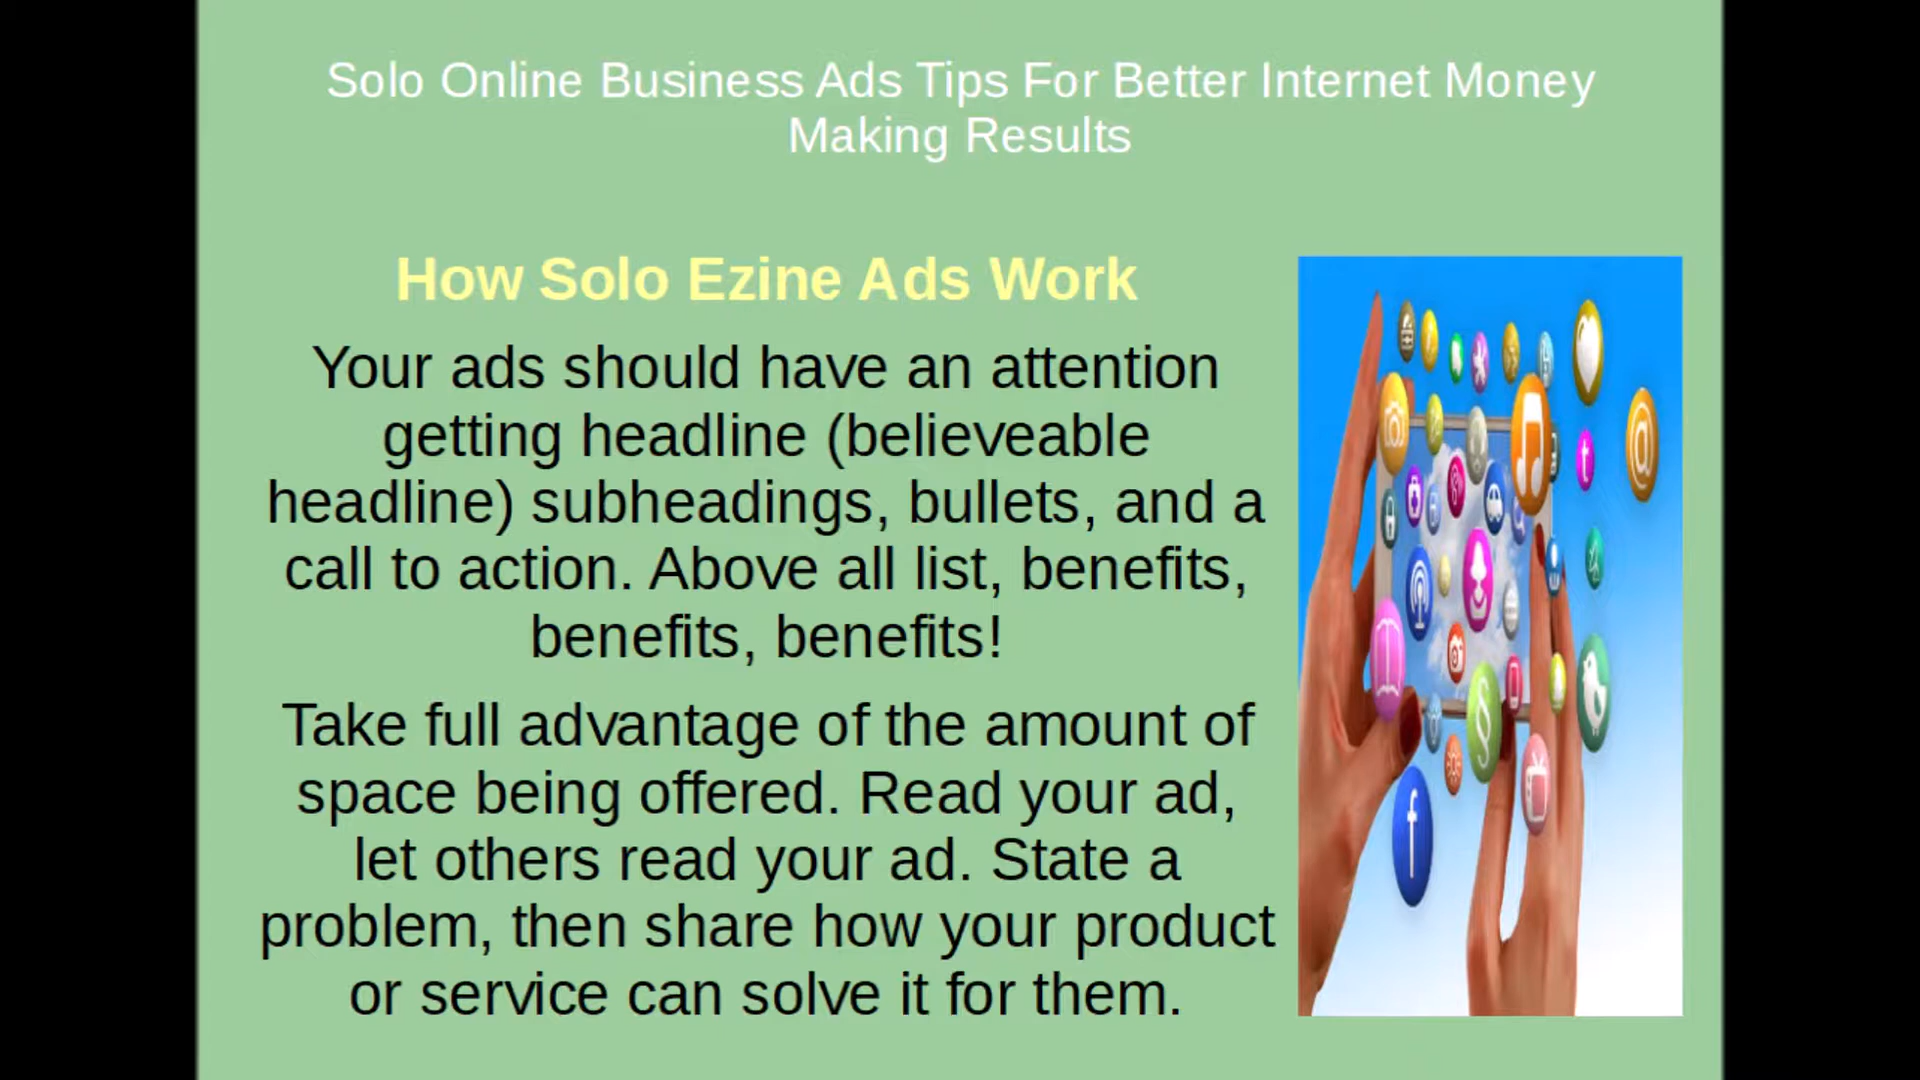 Solo Online Business Ads Tips For Better Internet Money
Making Results
How Solo Ezine Ads Work
Your ads should have an attention
getting headline (believeable
headline) subheadings, bullets, and a
call to action. Above all list, benefits,
benefits, benefits!
Take full advantage of the amount of
space being offered. Read your ad,
let others read your ad. State a
problem, then share how your product
or service can solve it for them.
@
t
f
§